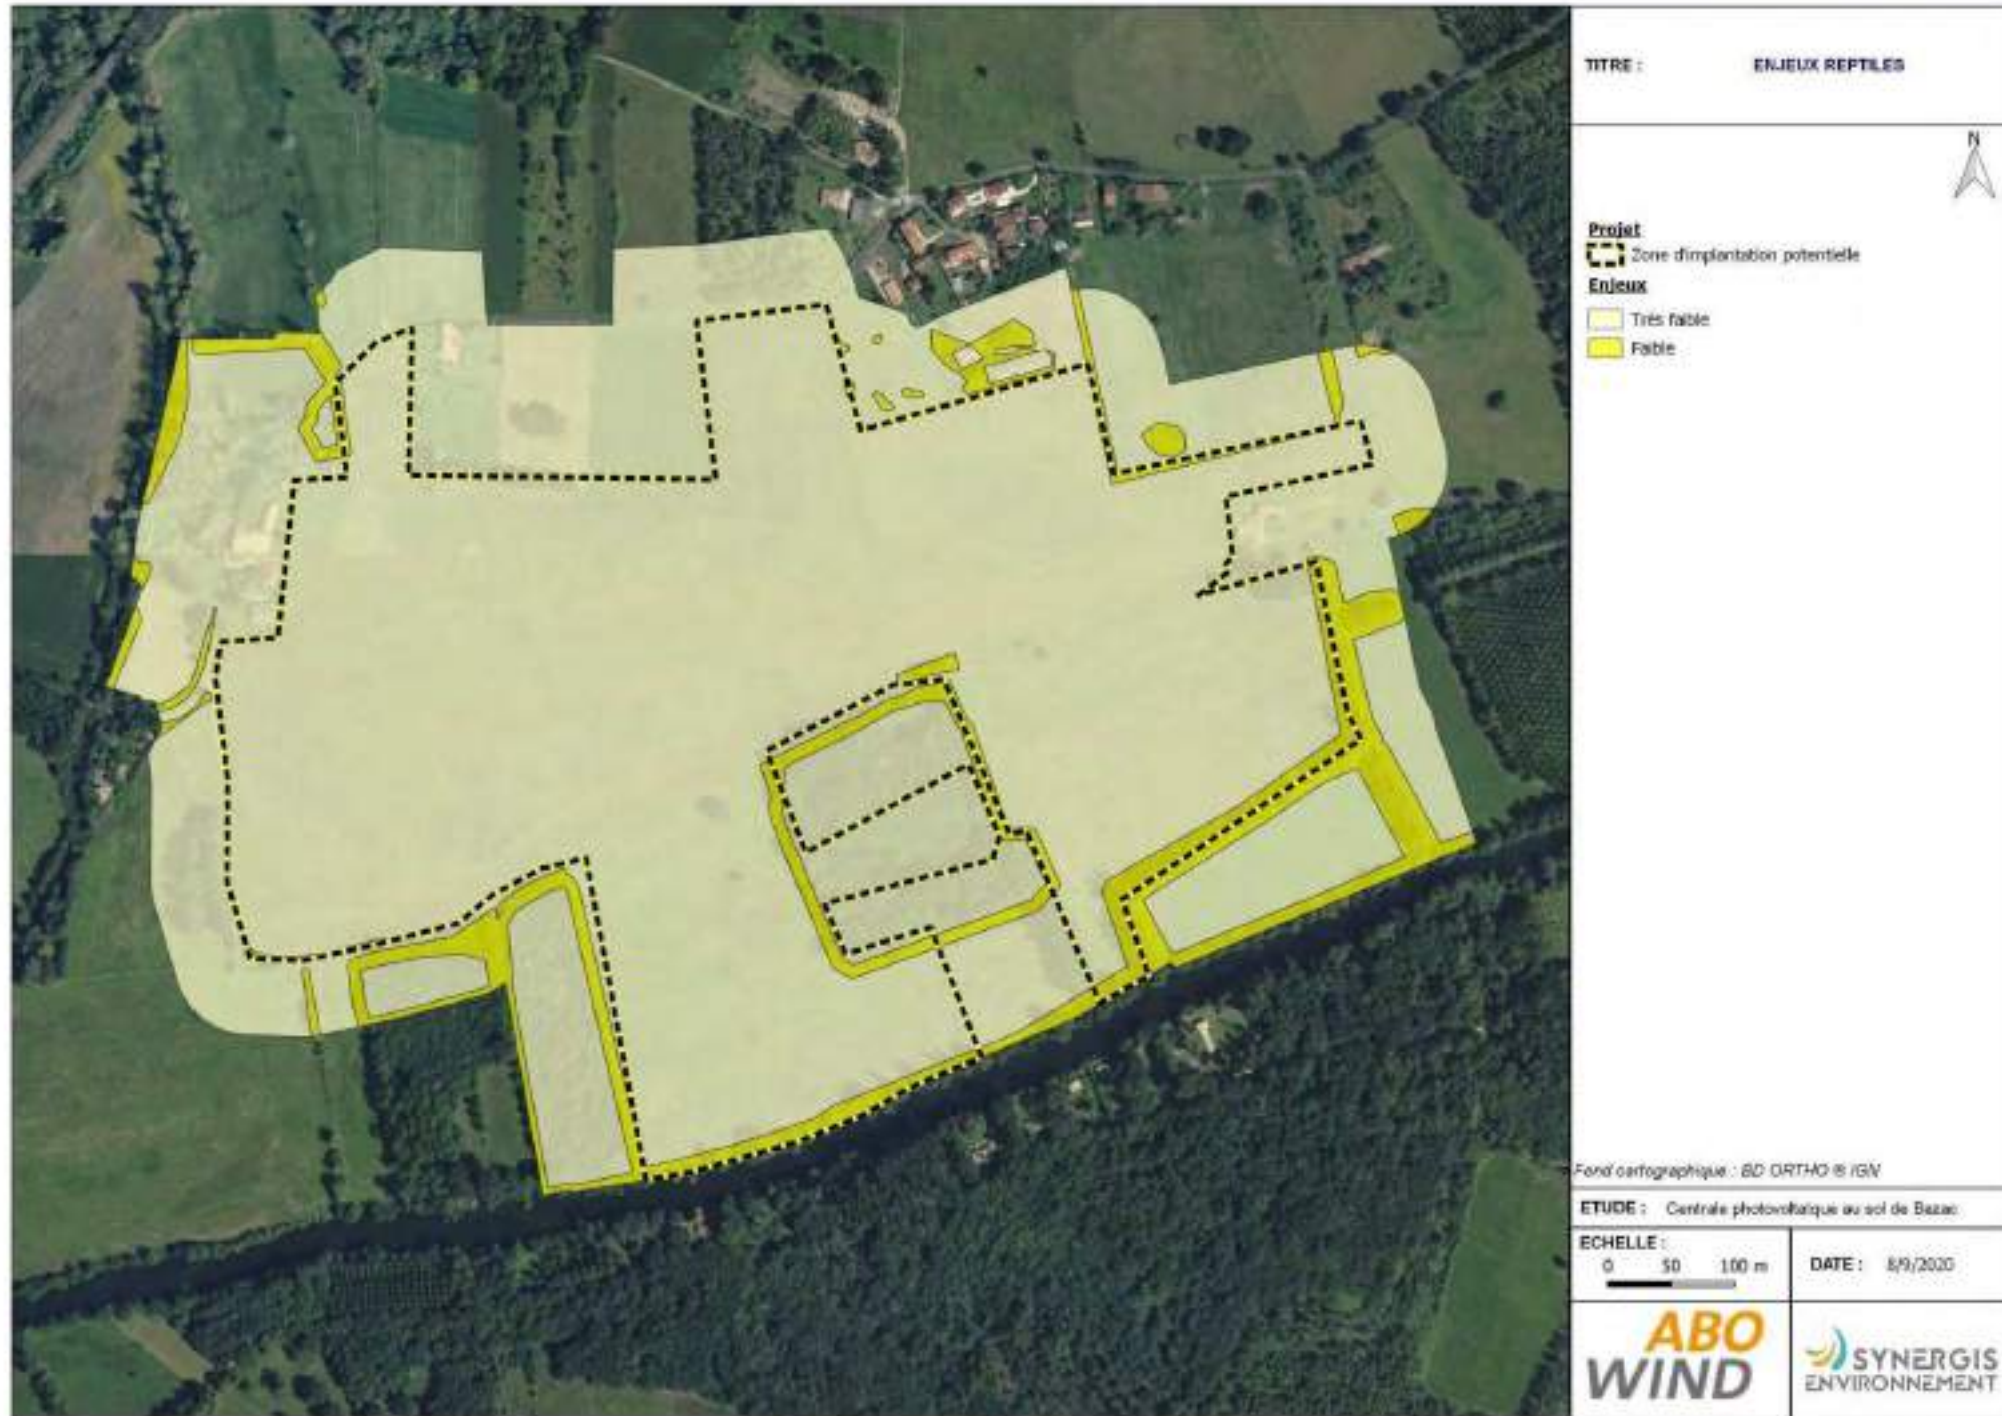 TITRE : ENJEUX REPTILES
N
Projet
Zone d'implantation potentielle
Enjeux
Très faible
Faible
Fond cartographique : BD ORTHO ® IGN
ETUDE : Centrale photovoltaïque au sol de Bazac
ECHELLE :
0 50 100 m
DATE : 8/9/2020
ABO
WIND
SYNERGIS
ENVIRONNEMENT